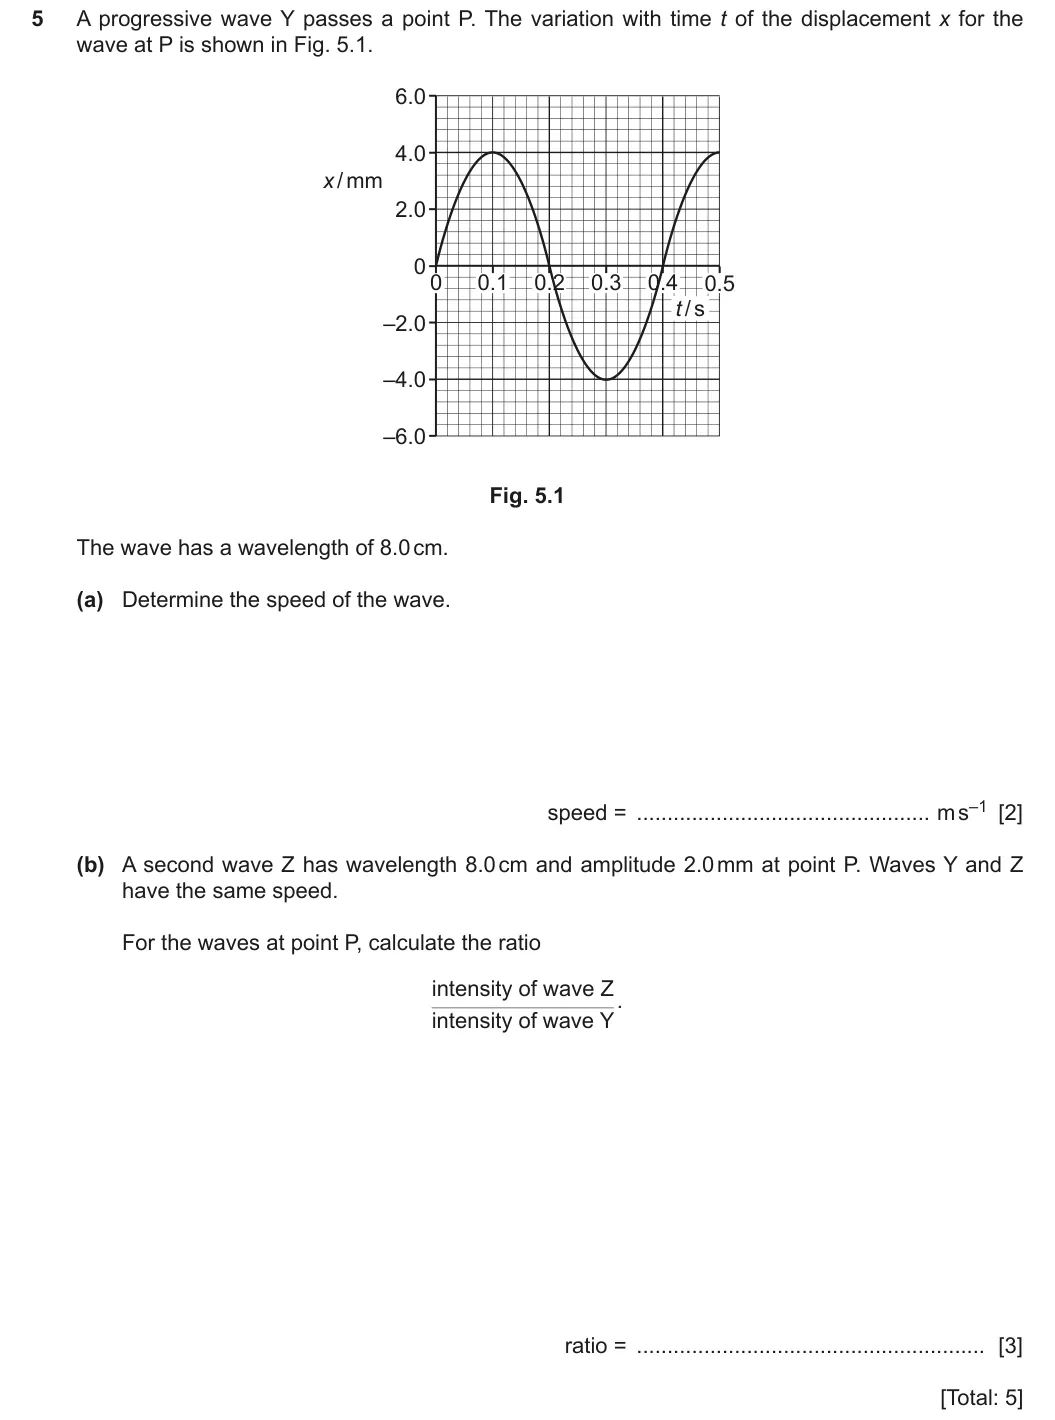 5 A progressive wave Y passes a point P. The variation with time t of the displacement x for the
wave at P is shown in Fig. 5.1.
6.0
4.0
x / mm
2.0
0
0 0.1 0.2 0.3 0.4 0.5
t / s
–2.0
–4.0
–6.0
Fig. 5.1
The wave has a wavelength of 8.0 cm.
(a) Determine the speed of the wave.
speed = ................................................ m s⁻¹ [2]
(b) A second wave Z has wavelength 8.0 cm and amplitude 2.0 mm at point P. Waves Y and Z
have the same speed.
For the waves at point P, calculate the ratio
intensity of wave Z
intensity of wave Y .
ratio = ......................................................... [3]
[Total: 5]